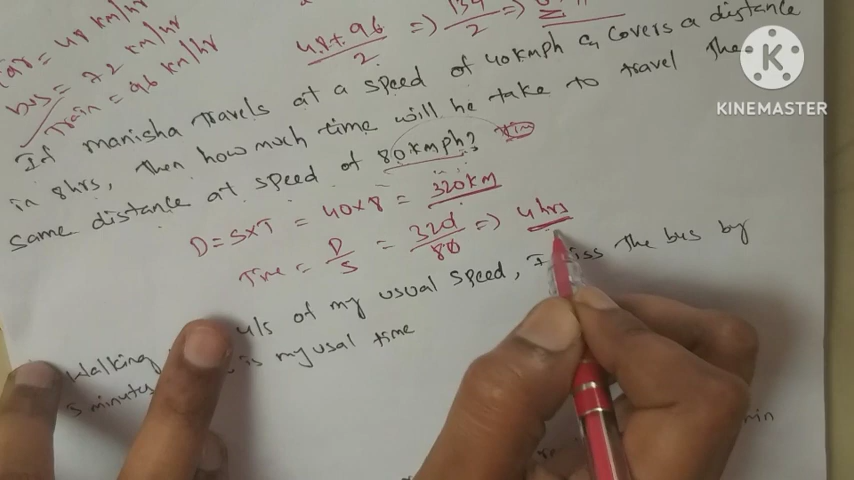 car = 48 km/hr
bus = 72 km/hr
Train = 96 km/hr
48+96/2 => 2
K
KINEMASTER
If manisha travels at a speed of 40kmph & covers a distance
in 8hrs, then how much time will he take to travel the
same distance at speed of 80kmph?
D = S×T = 40×8 = 320km
Time = D/S = 320/80 => 4hrs
Walking 4/5 of my usual speed, I miss the bus by
5 minutes is my usal time
min